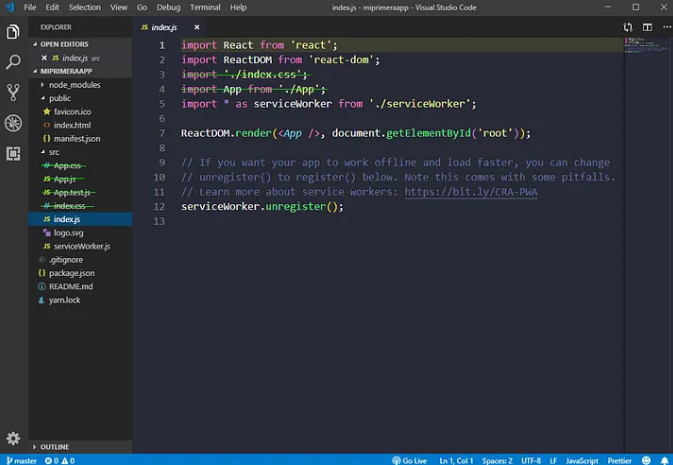 File Edit Selection View Go Debug Terminal Help
index.js - miprimeraapp - Visual Studio Code
EXPLORER
OPEN EDITORS
JS index.js src
MIPRIMERAAPP
node_modules
public
favicon.ico
<> index.html
{} manifest.json
src
# App.css
JS App.js
JS App.test.js
# index.css
JS index.js
logo.svg
JS serviceWorker.js
.gitignore
{} package.json
README.md
yarn.lock
OUTLINE
JS index.js
1 import React from 'react';
2 import ReactDOM from 'react-dom';
3 import './index.css';
4 import App from './App';
5 import * as serviceWorker from './serviceWorker';
6
7 ReactDOM.render(<App />, document.getElementById('root'));
8
9 // If you want your app to work offline and load faster, you can change
10 // unregister() to register() below. Note this comes with some pitfalls.
11 // Learn more about service workers: https://bit.ly/CRA-PWA
12 serviceWorker.unregister();
13
master 0 0
Go Live Ln 1, Col 1 Spaces: 2 UTF-8 LF JavaScript Prettier